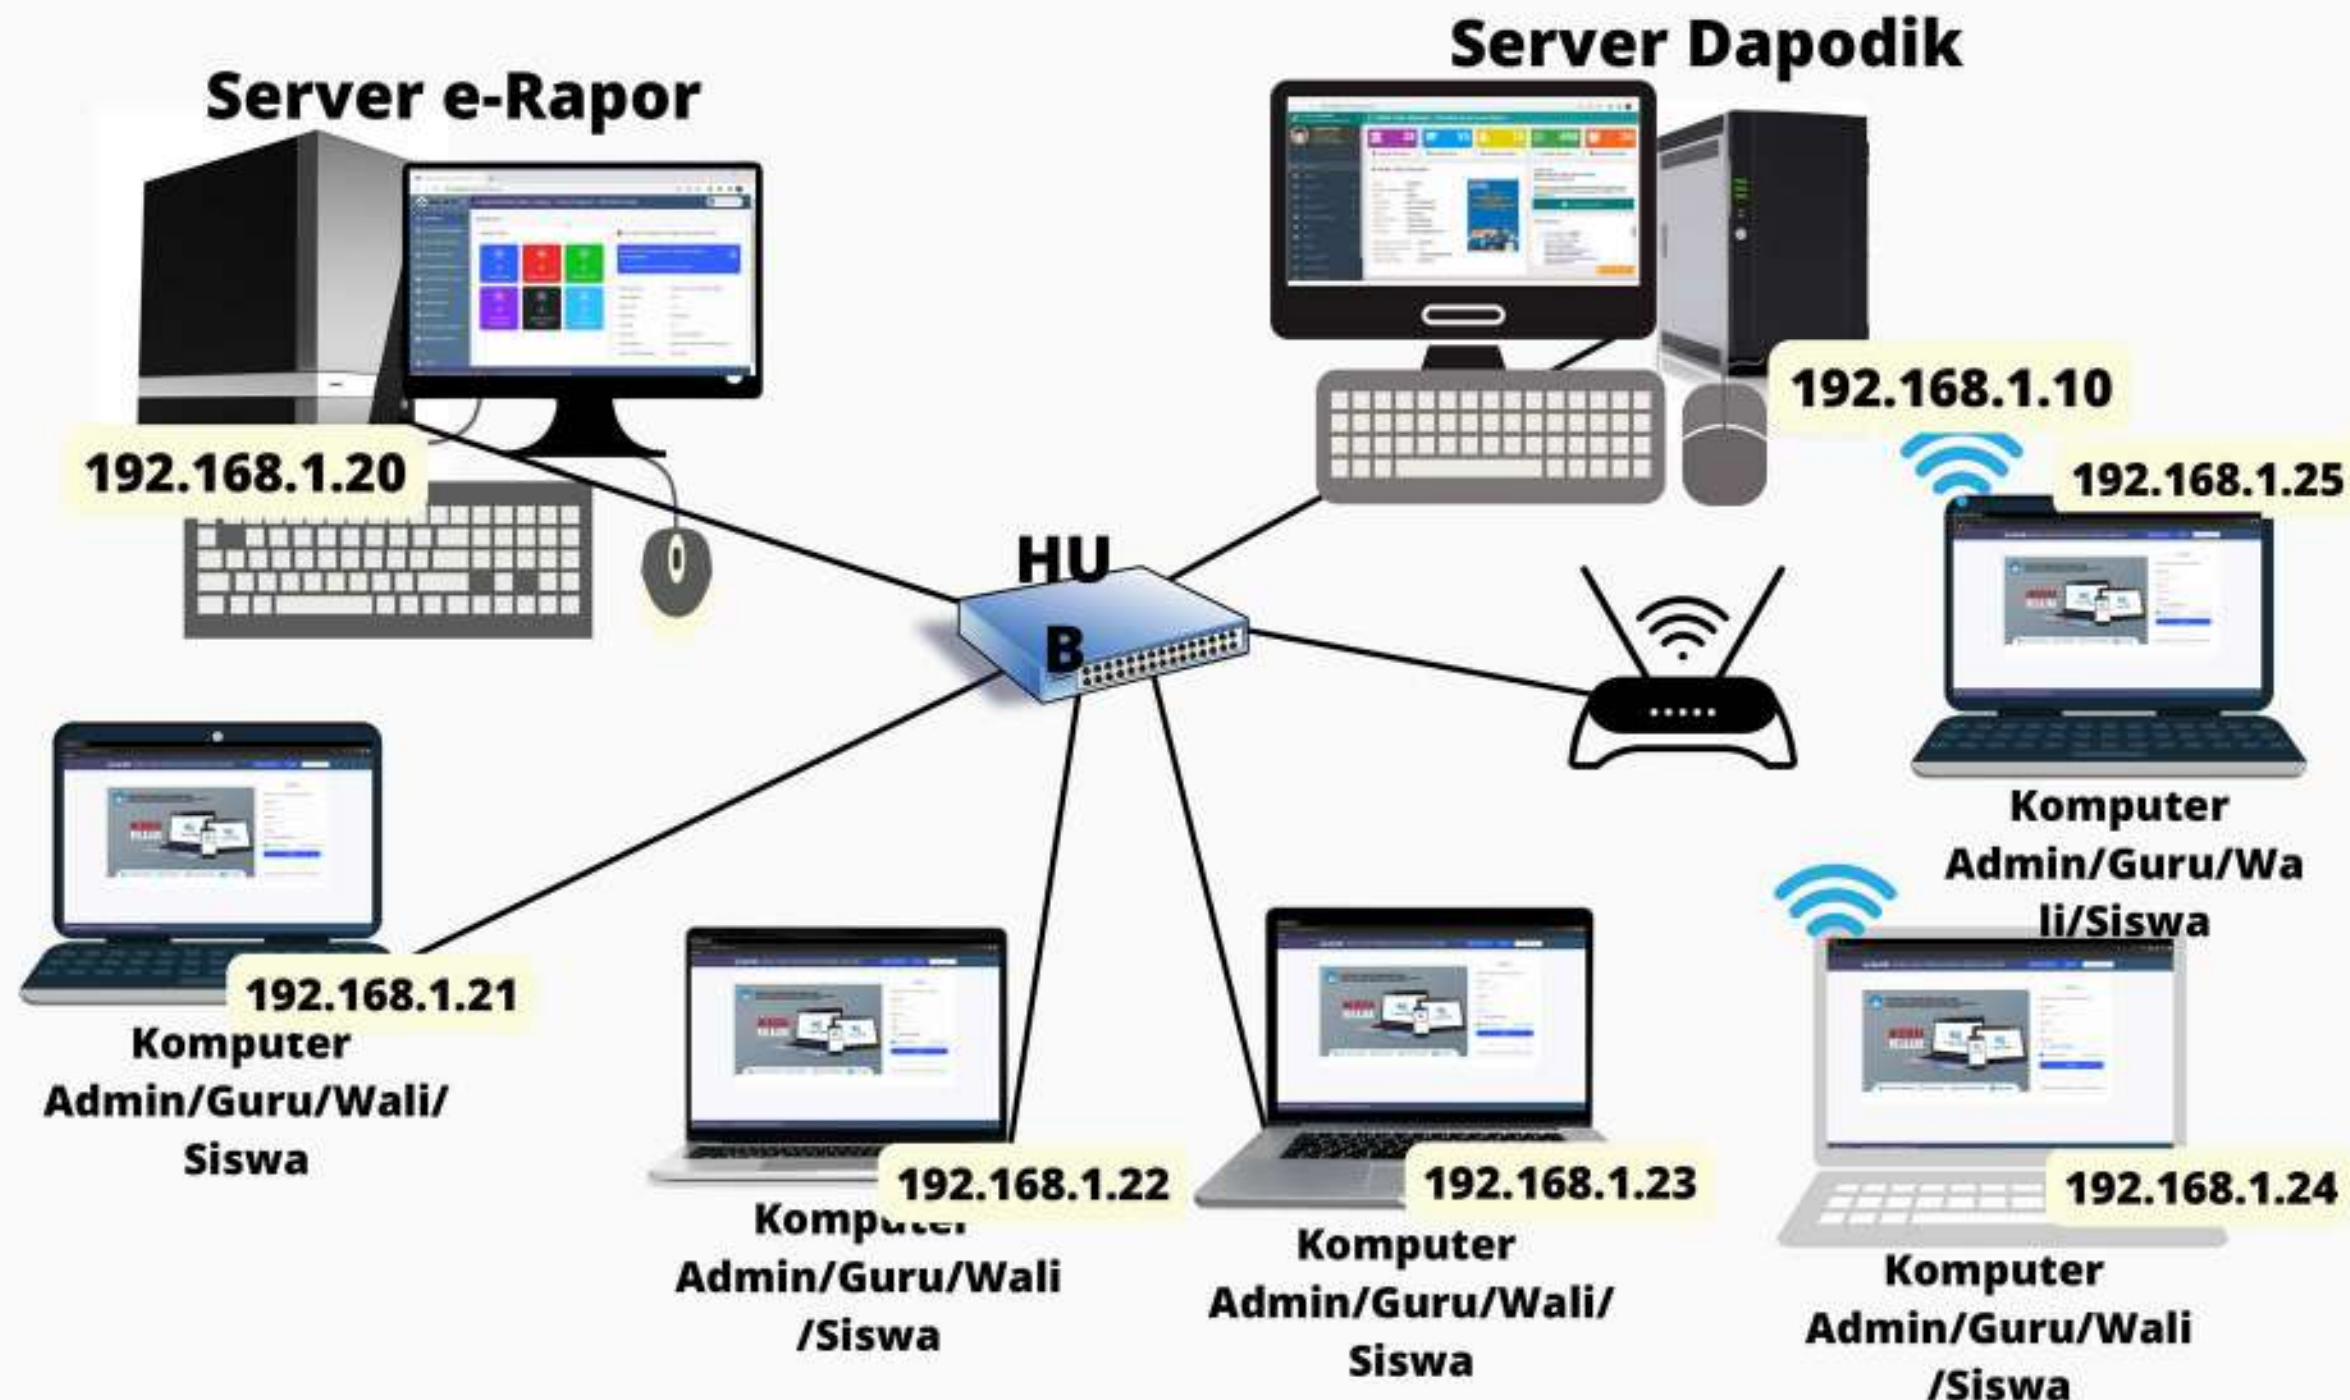 Server Dapodik
Server e-Rapor
192.168.1.10
192.168.1.20
192.168.1.25
HU
B
Komputer
Admin/Guru/Wa
li/Siswa
192.168.1.21
Komputer
Admin/Guru/Wali/
Siswa
192.168.1.22
Komputer
Admin/Guru/Wali
/Siswa
192.168.1.23
Komputer
Admin/Guru/Wali/
Siswa
192.168.1.24
Komputer
Admin/Guru/Wali
/Siswa